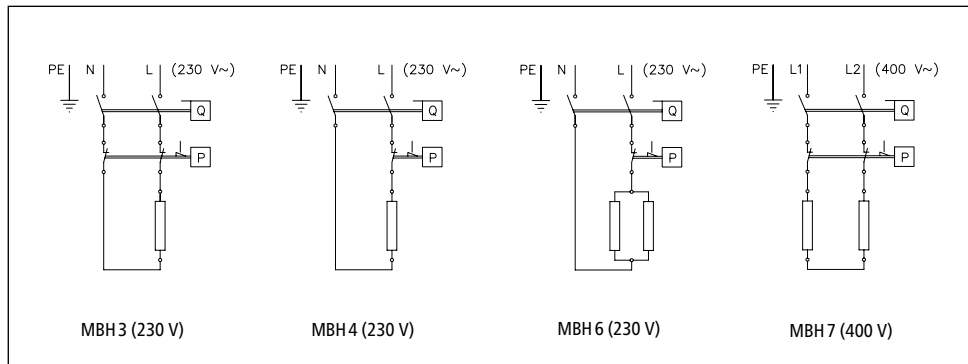 PE N L (230 V~)
Q
P
MBH 3 (230 V)
PE N L (230 V~)
Q
P
MBH 4 (230 V)
PE N L (230 V~)
Q
P
MBH 6 (230 V)
PE L1 L2 (400 V~)
Q
P
MBH 7 (400 V)